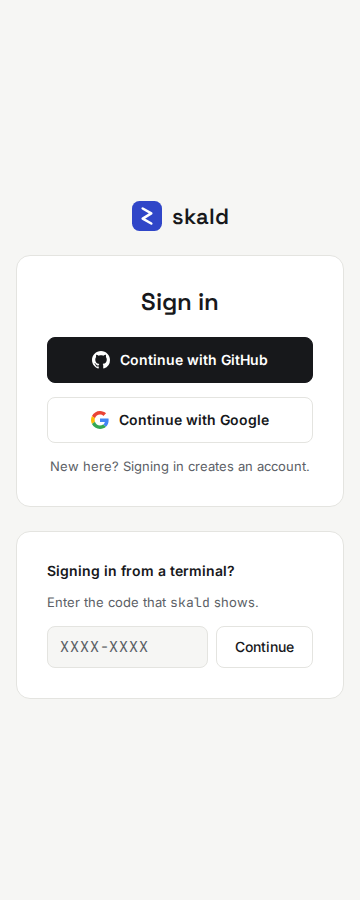 skald
Sign in
Continue with GitHub
Continue with Google
New here? Signing in creates an account.
Signing in from a terminal?
Enter the code that skald shows.
XXXX-XXXX
Continue